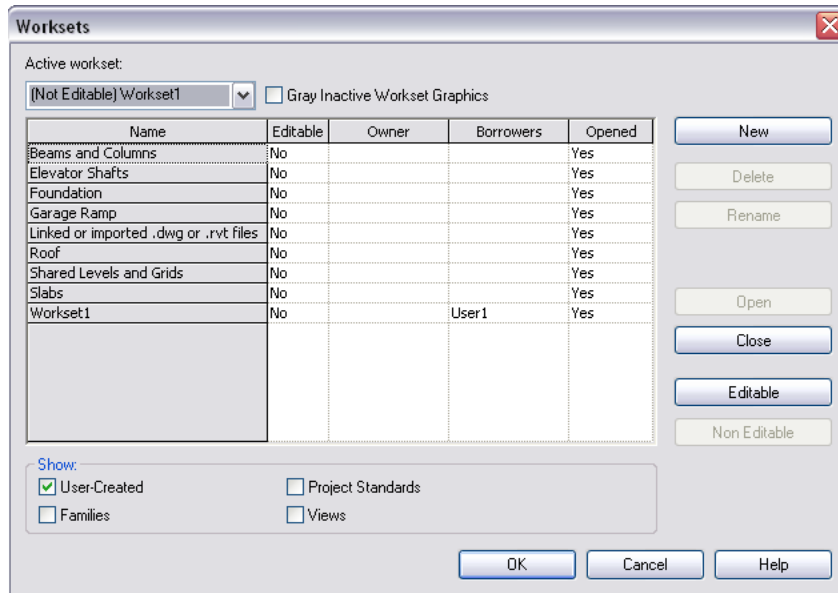 Worksets
Active workset:
(Not Editable) Workset1
Gray Inactive Workset Graphics
Name Editable Owner Borrowers Opened
Beams and Columns No Yes
Elevator Shafts No Yes
Foundation No Yes
Garage Ramp No Yes
Linked or imported .dwg or .rvt files No Yes
Roof No Yes
Shared Levels and Grids No Yes
Slabs No Yes
Workset1 No User1 Yes
New
Delete
Rename
Open
Close
Editable
Non Editable
Show:
User-Created Project Standards
Families Views
OK Cancel Help